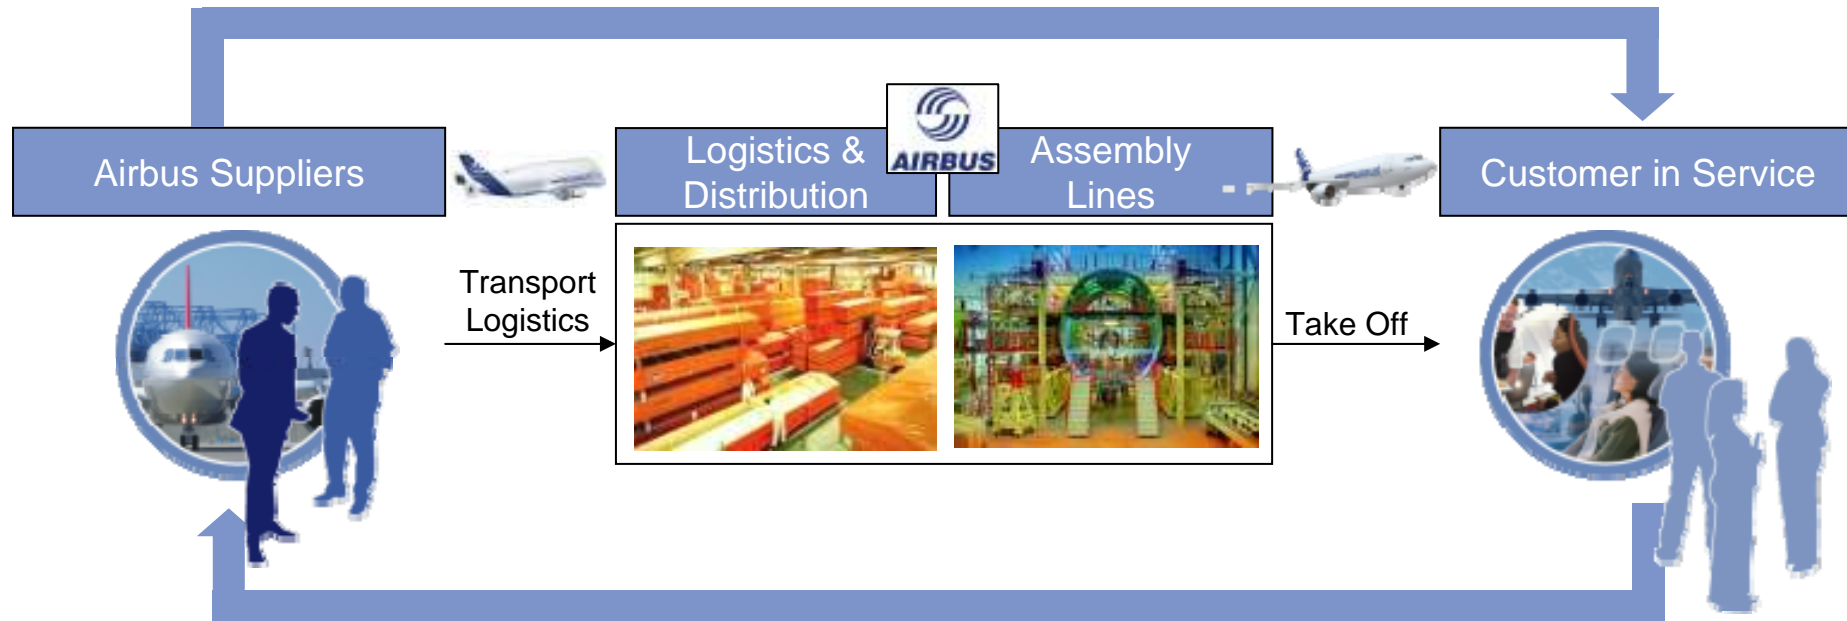 Airbus Suppliers
Logistics &
Distribution
AIRBUS
Assembly
Lines
Customer in Service
Transport
Logistics
Take Off